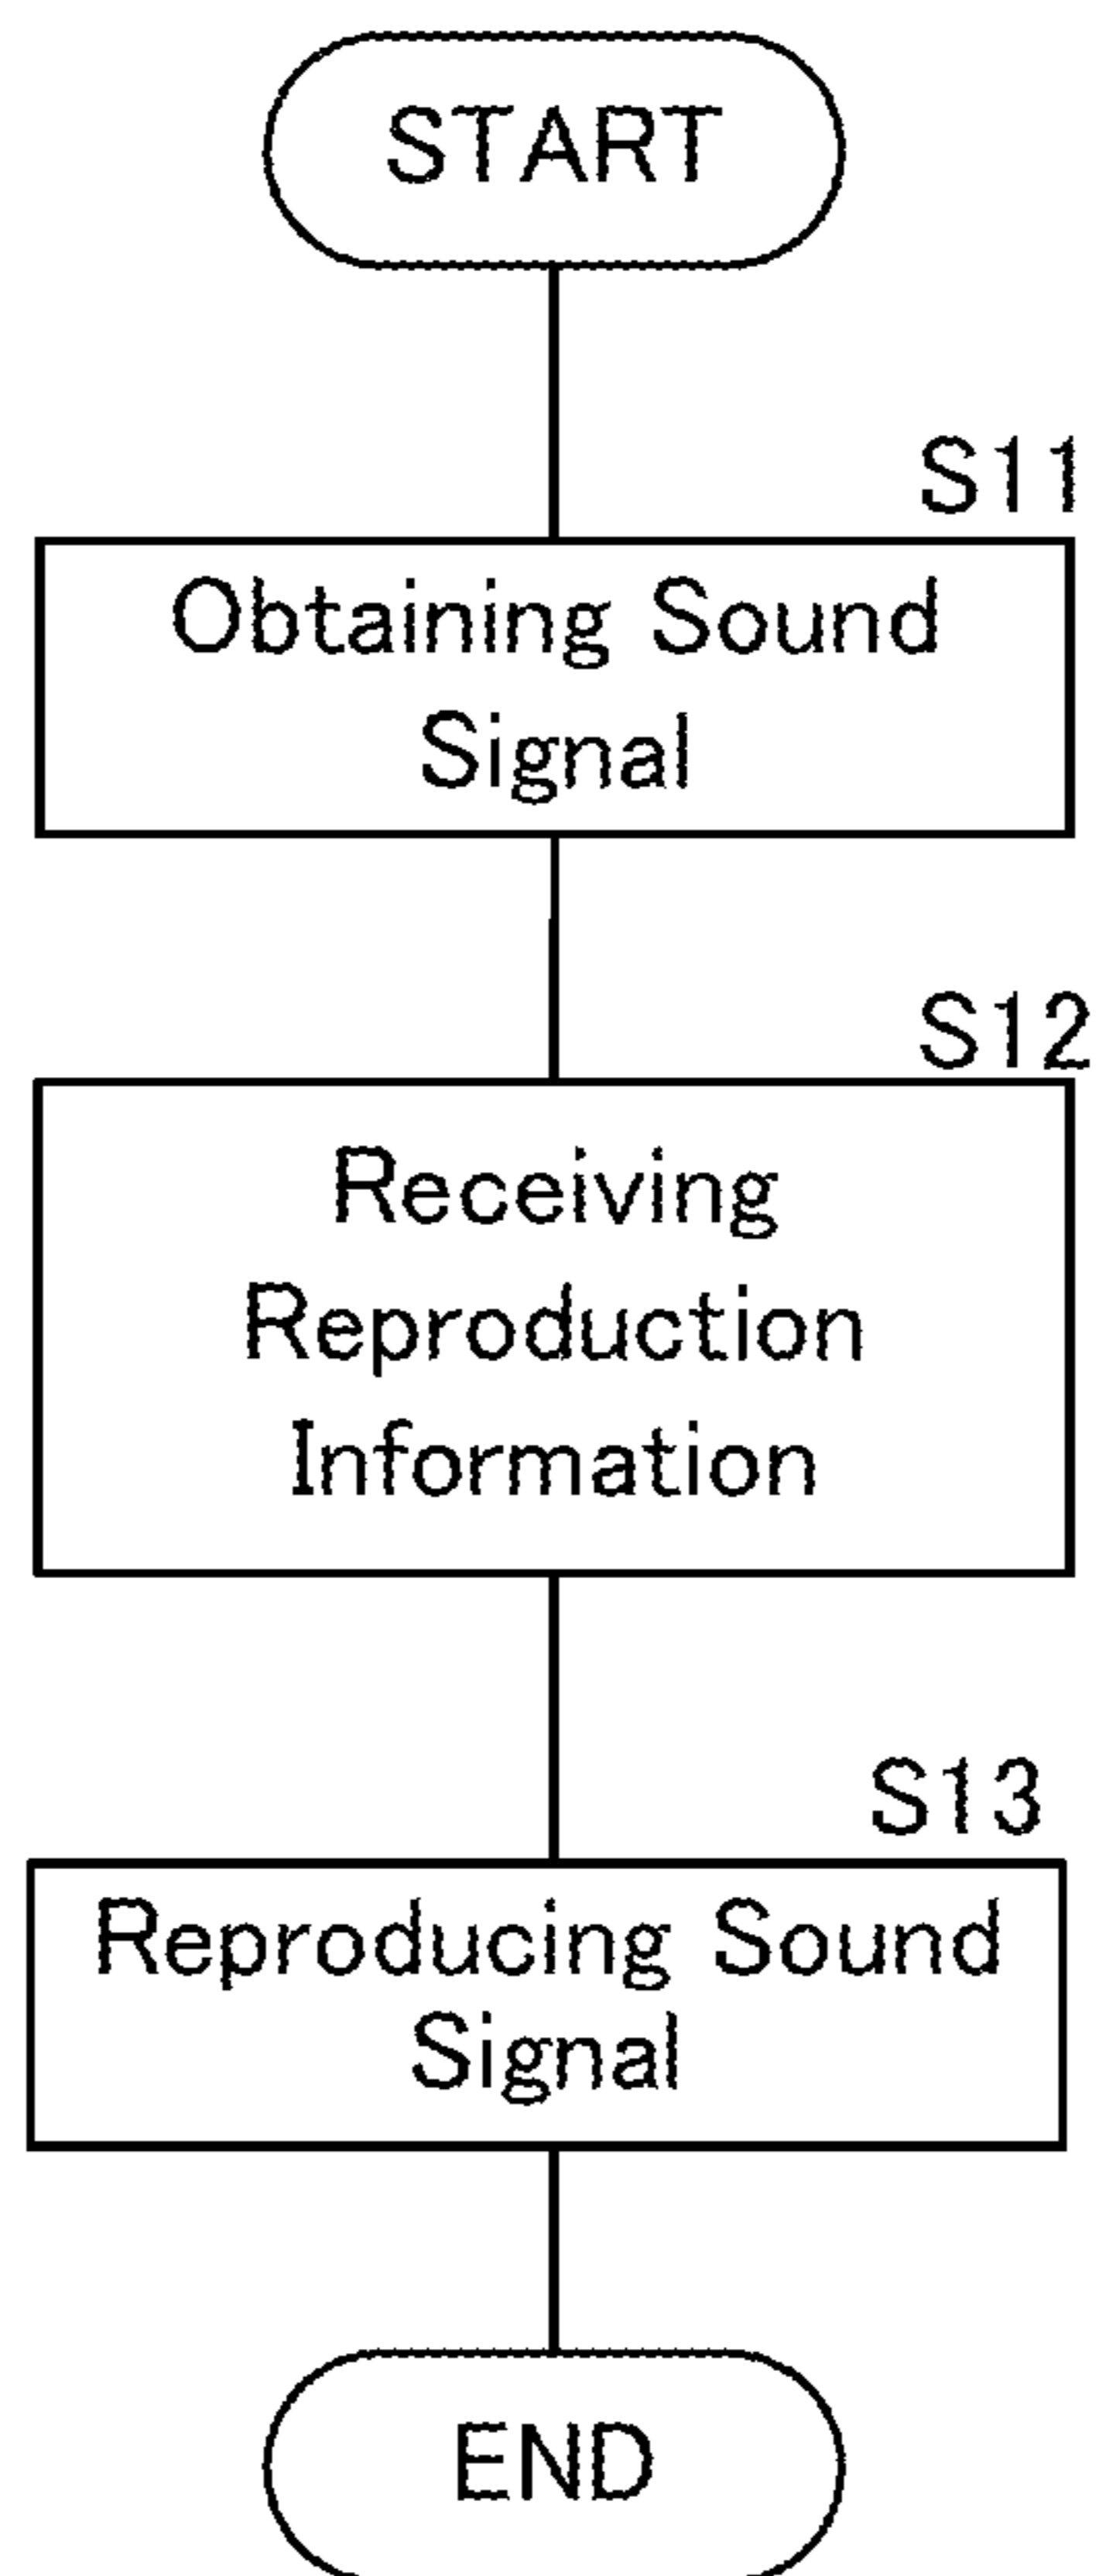 START
S11
Obtaining Sound
Signal
S12
Receiving
Reproduction
Information
S13
Reproducing Sound
Signal
END